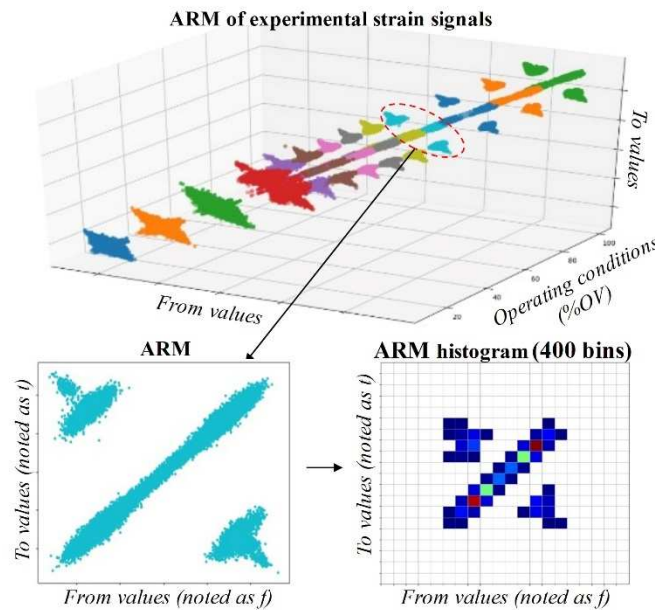 ARM of experimental strain signals
To values
100
80
60
40
20
Operating conditions
(%OV)
From values
ARM
ARM histogram (400 bins)
To values (noted as t)
To values (noted as t)
From values (noted as f)
From values (noted as f)